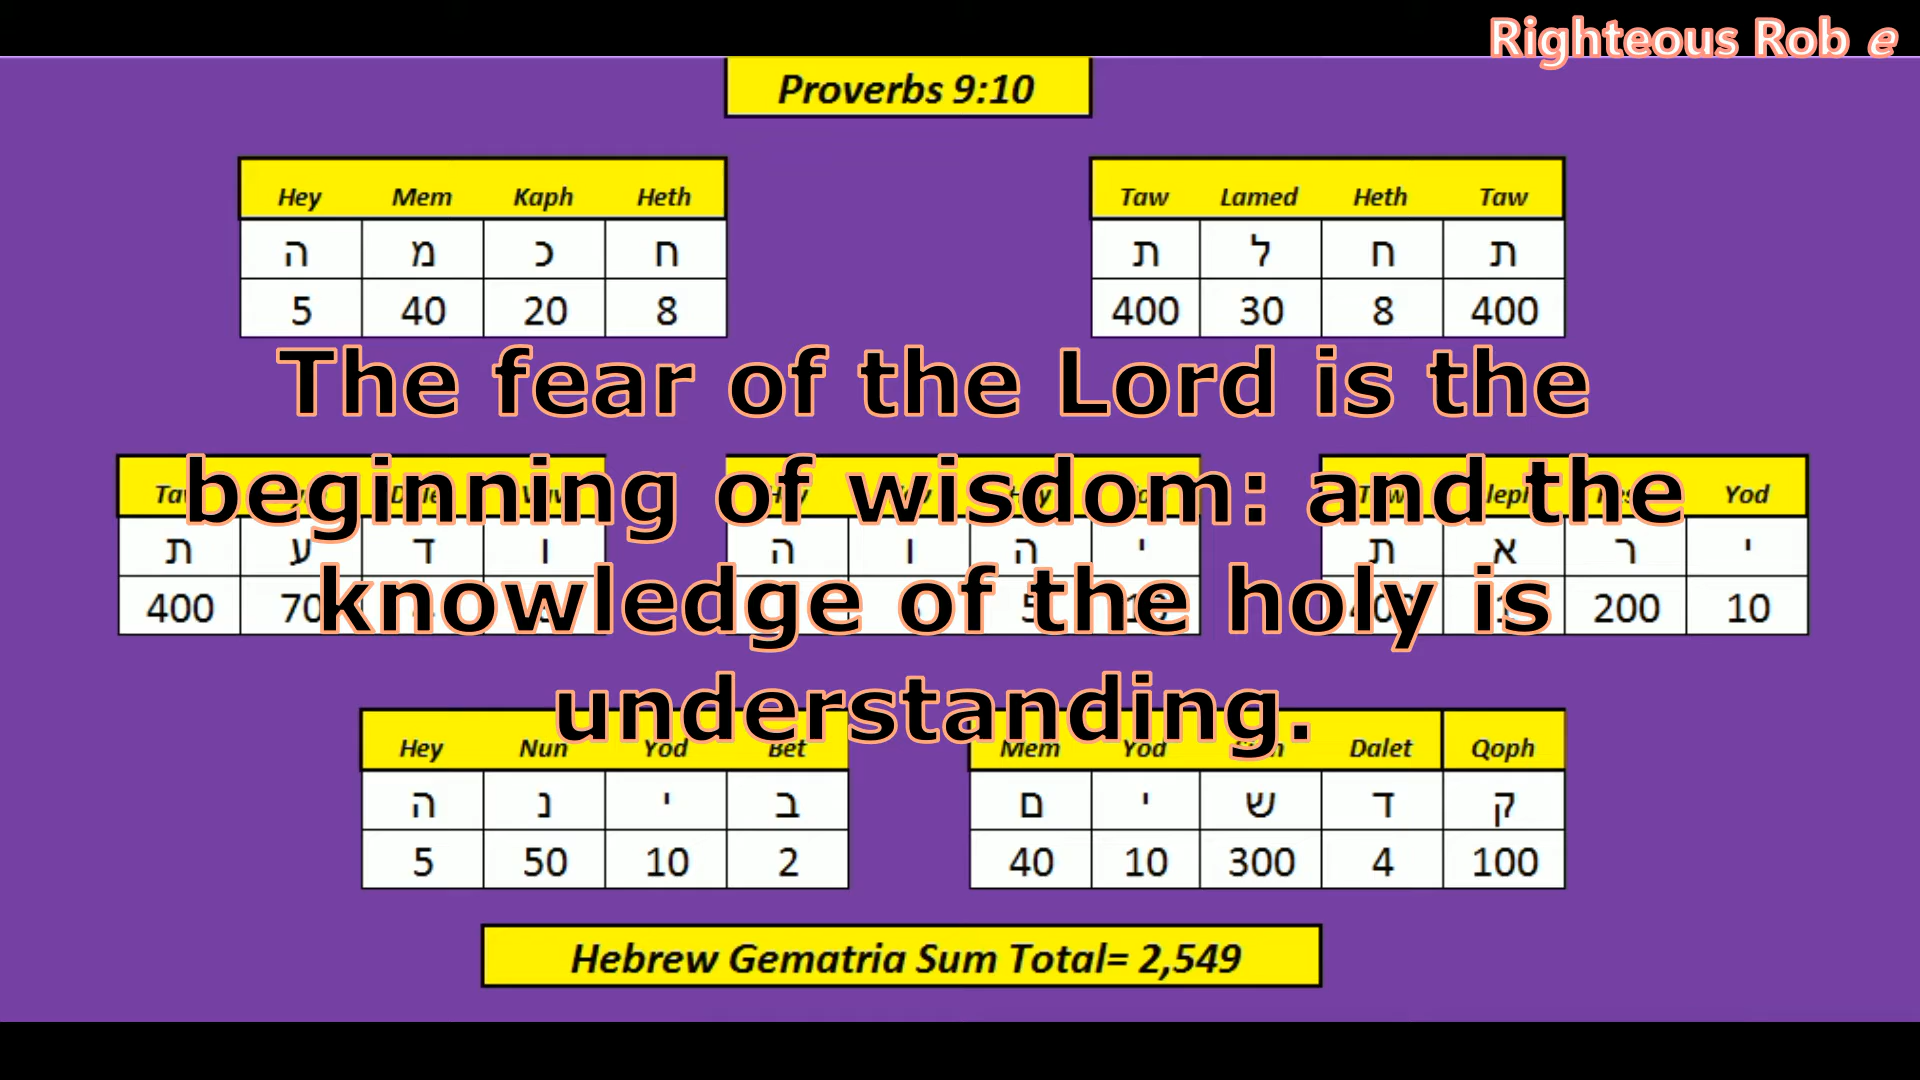 Righteous Rob e
Proverbs 9:10
Hey Mem Kaph Heth
ה מ כ ח
5 40 20 8
Taw Lamed Heth Taw
ת ל ח ת
400 30 8 400
The fear of the Lord is the
beginning of wisdom: and the
knowledge of the holy is
understanding.
ת ע ד ו
400 70
ה ו ה י
Yod
ת א ר י
200 10
Hey Nun Yod Bet
ה נ י ב
5 50 10 2
Mem Yod Dalet Qoph
ם י ש ד ק
40 10 300 4 100
Hebrew Gematria Sum Total= 2,549